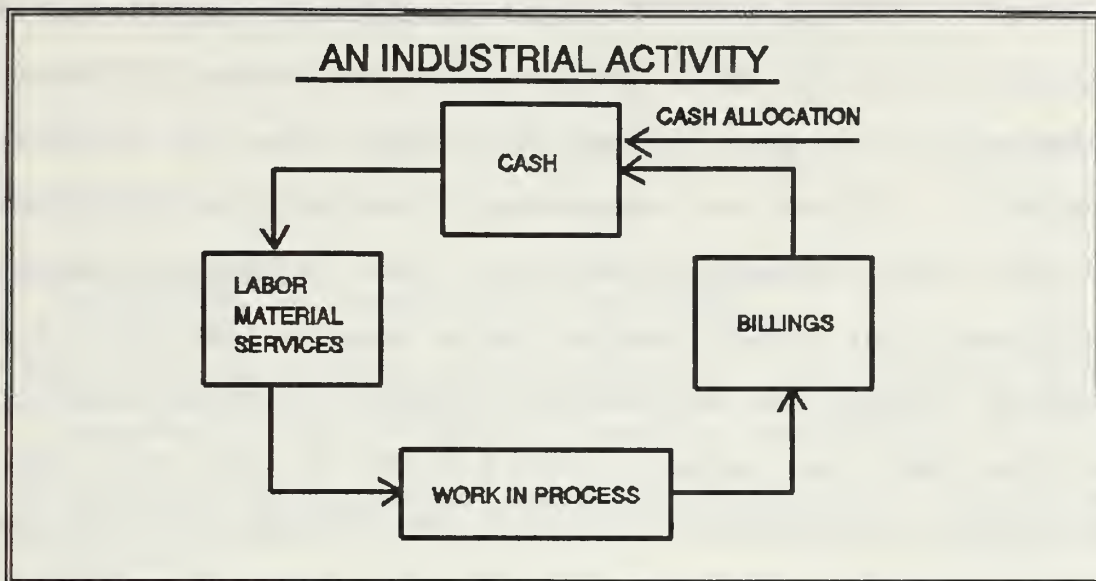 AN INDUSTRIAL ACTIVITY
CASH ALLOCATION
CASH
LABOR
MATERIAL
SERVICES
BILLINGS
WORK IN PROCESS